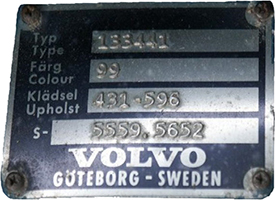 Typ 133441
Type
Färg 99
Colour
Klädsel 431-596
Upholst
S- 5559.5652
VOLVO
GÖTEBORG - SWEDEN